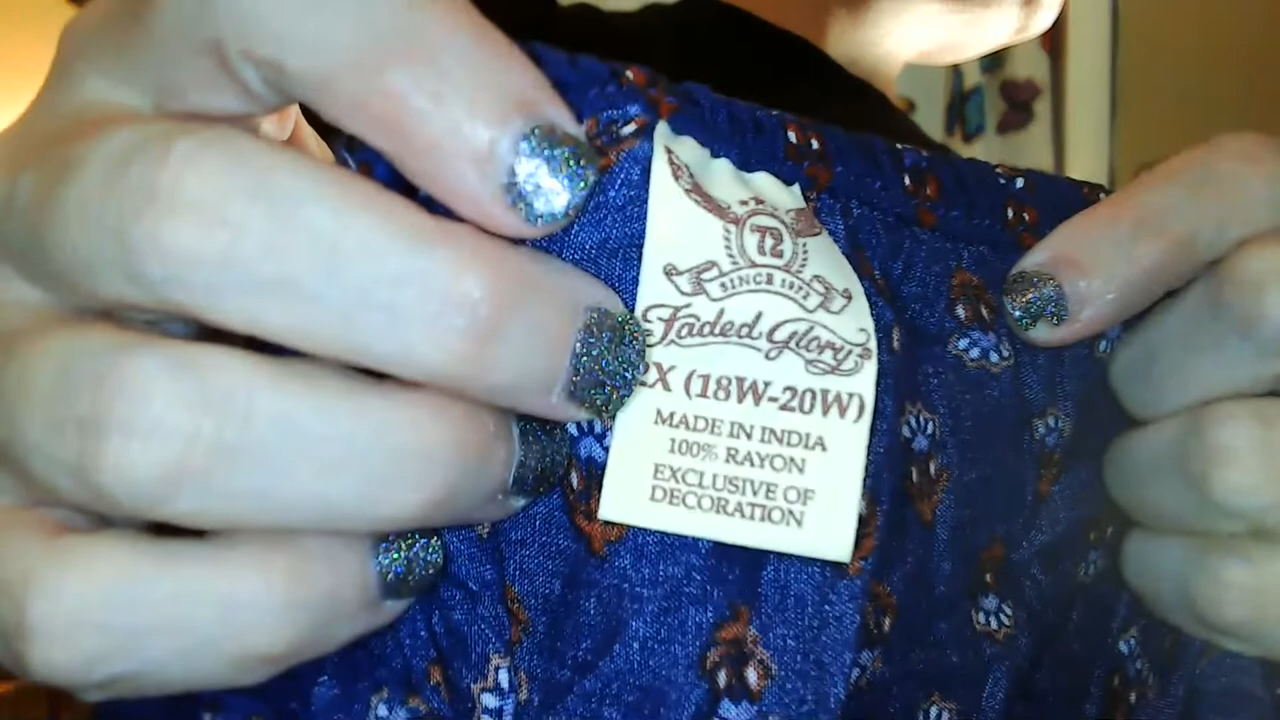 72
SINCE 1972
Faded Glory®
2X (18W-20W)
MADE IN INDIA
100% RAYON
EXCLUSIVE OF
DECORATION